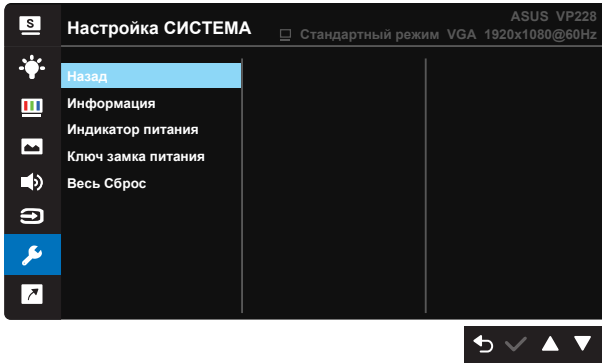 S
Настройка СИСТЕМА
ASUS VP228
Стандартный режим VGA 1920x1080@60Hz
Назад
Информация
Индикатор питания
Ключ замка питания
Весь Сброс